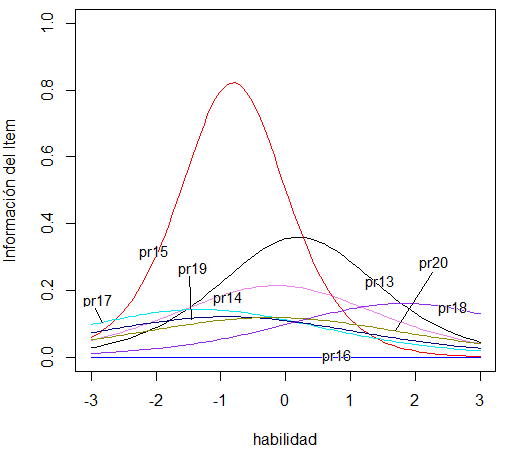 1.0
0.8
0.6
0.4
0.2
0.0
Información del Item
pr15
pr19
pr20
pr13
pr17
pr14
pr18
pr16
-3 -2 -1 0 1 2 3
habilidad